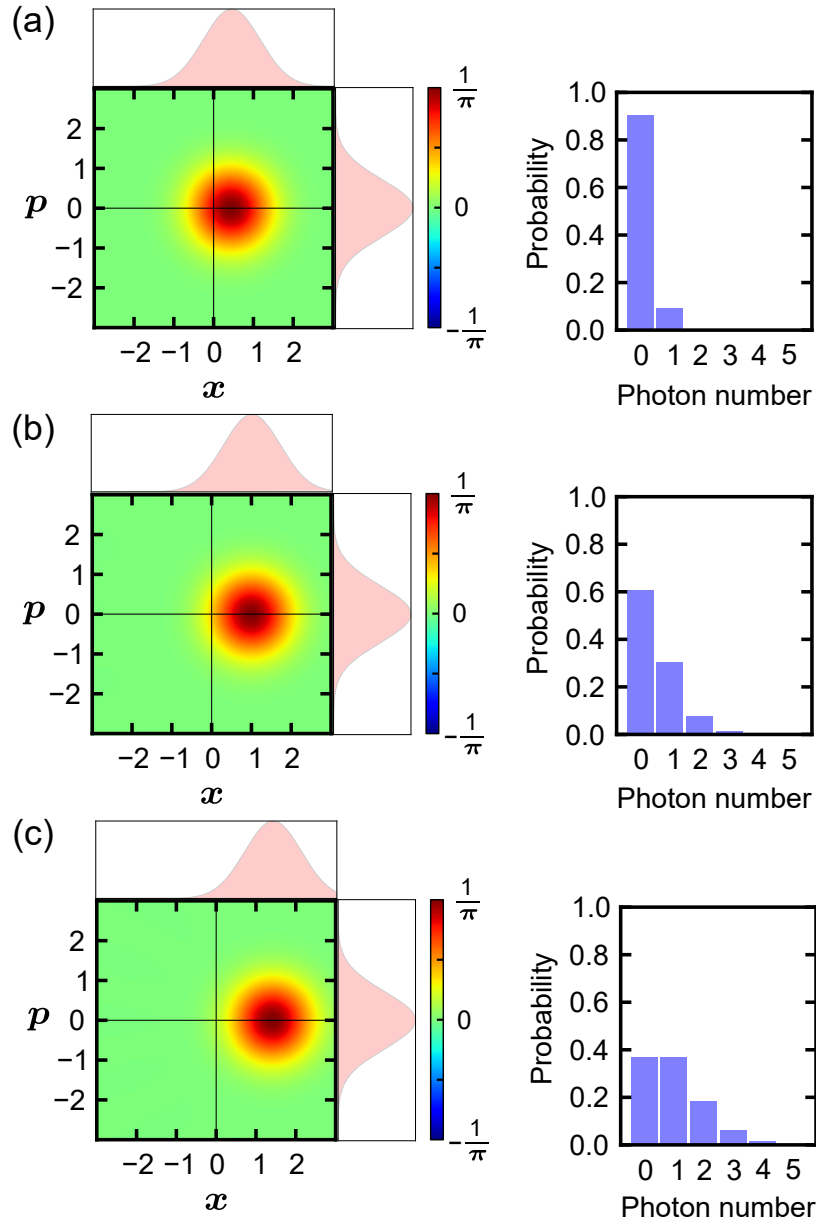 (a)
2
1
p 0
−1
−2
−2 −1 0 1 2
x
1/π
0
−1/π
Probability
1.0
0.8
0.6
0.4
0.2
0.0
0 1 2 3 4 5
Photon number
(b)
2
1
p 0
−1
−2
−2 −1 0 1 2
x
1/π
0
−1/π
Probability
1.0
0.8
0.6
0.4
0.2
0.0
0 1 2 3 4 5
Photon number
(c)
2
1
p 0
−1
−2
−2 −1 0 1 2
x
1/π
0
−1/π
Probability
1.0
0.8
0.6
0.4
0.2
0.0
0 1 2 3 4 5
Photon number